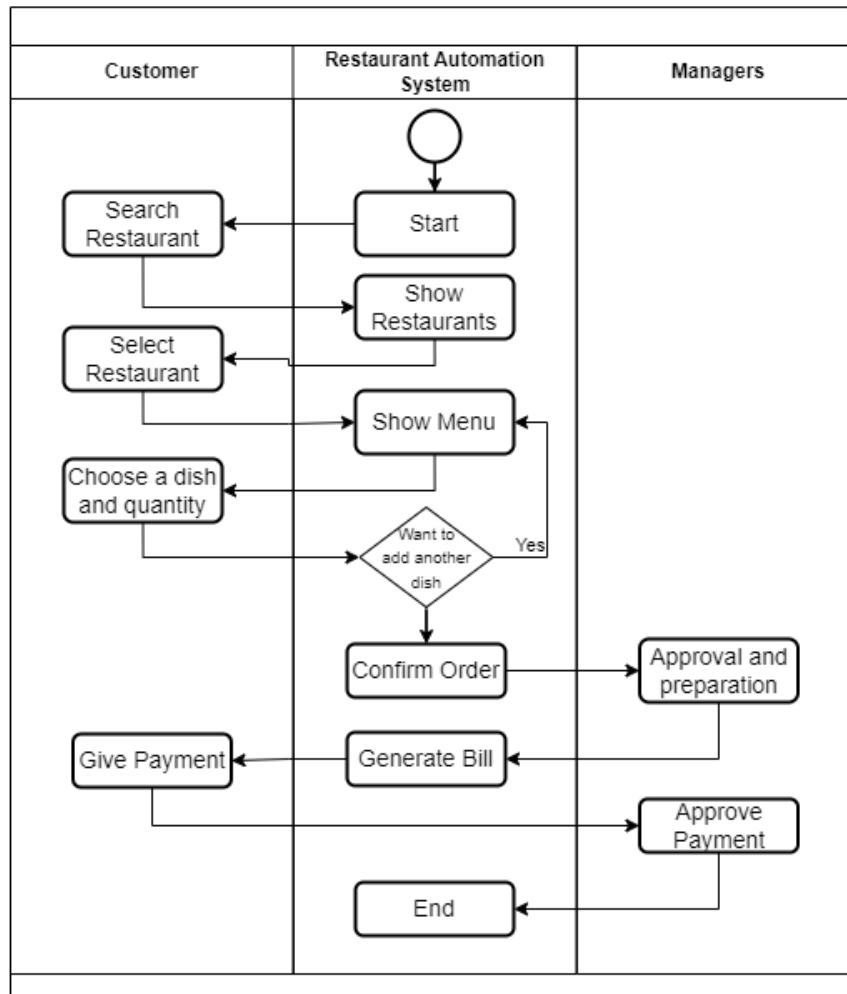 Customer
Restaurant Automation
System
Managers
Start
Search
Restaurant
Show
Restaurants
Select
Restaurant
Show Menu
Choose a dish
and quantity
Want to
add another
dish
Yes
Confirm Order
Approval and
preparation
Generate Bill
Give Payment
Approve
Payment
End